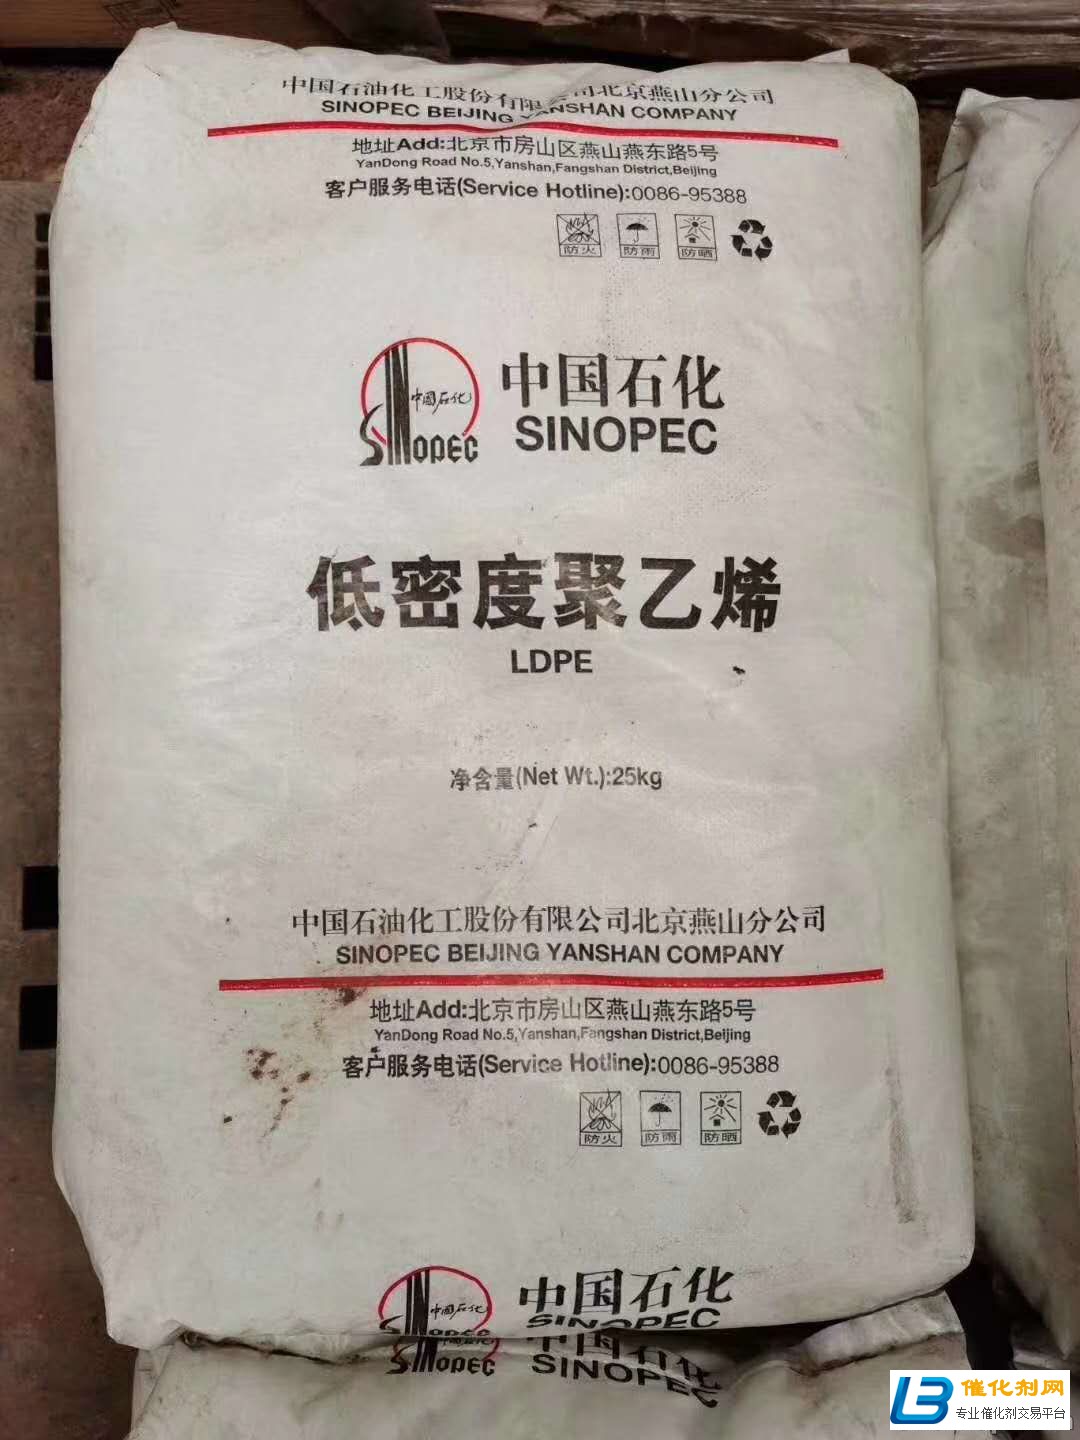 中国石油化工股份有限公司北京燕山分公司
SINOPEC BEIJING YANSHAN COMPANY
地址Add:北京市房山区燕山燕东路5号
YanDong Road No.5,Yanshan,Fangshan District,Beijing
客户服务电话(Service Hotline):0086-95388
防火 防雨 防晒
中国石化
SINOPEC
中国石化
SINOPEC
低密度聚乙烯
LDPE
净含量(Net Wt.):25kg
中国石油化工股份有限公司北京燕山分公司
SINOPEC BEIJING YANSHAN COMPANY
地址Add:北京市房山区燕山燕东路5号
YanDong Road No.5,Yanshan,Fangshan District,Beijing
客户服务电话(Service Hotline):0086-95388
防火 防雨 防晒
中国石化
SINOPEC
中国石化
SINOPEC
中国石化
SINOPEC
SINOPEC
催化剂网
专业催化剂交易平台